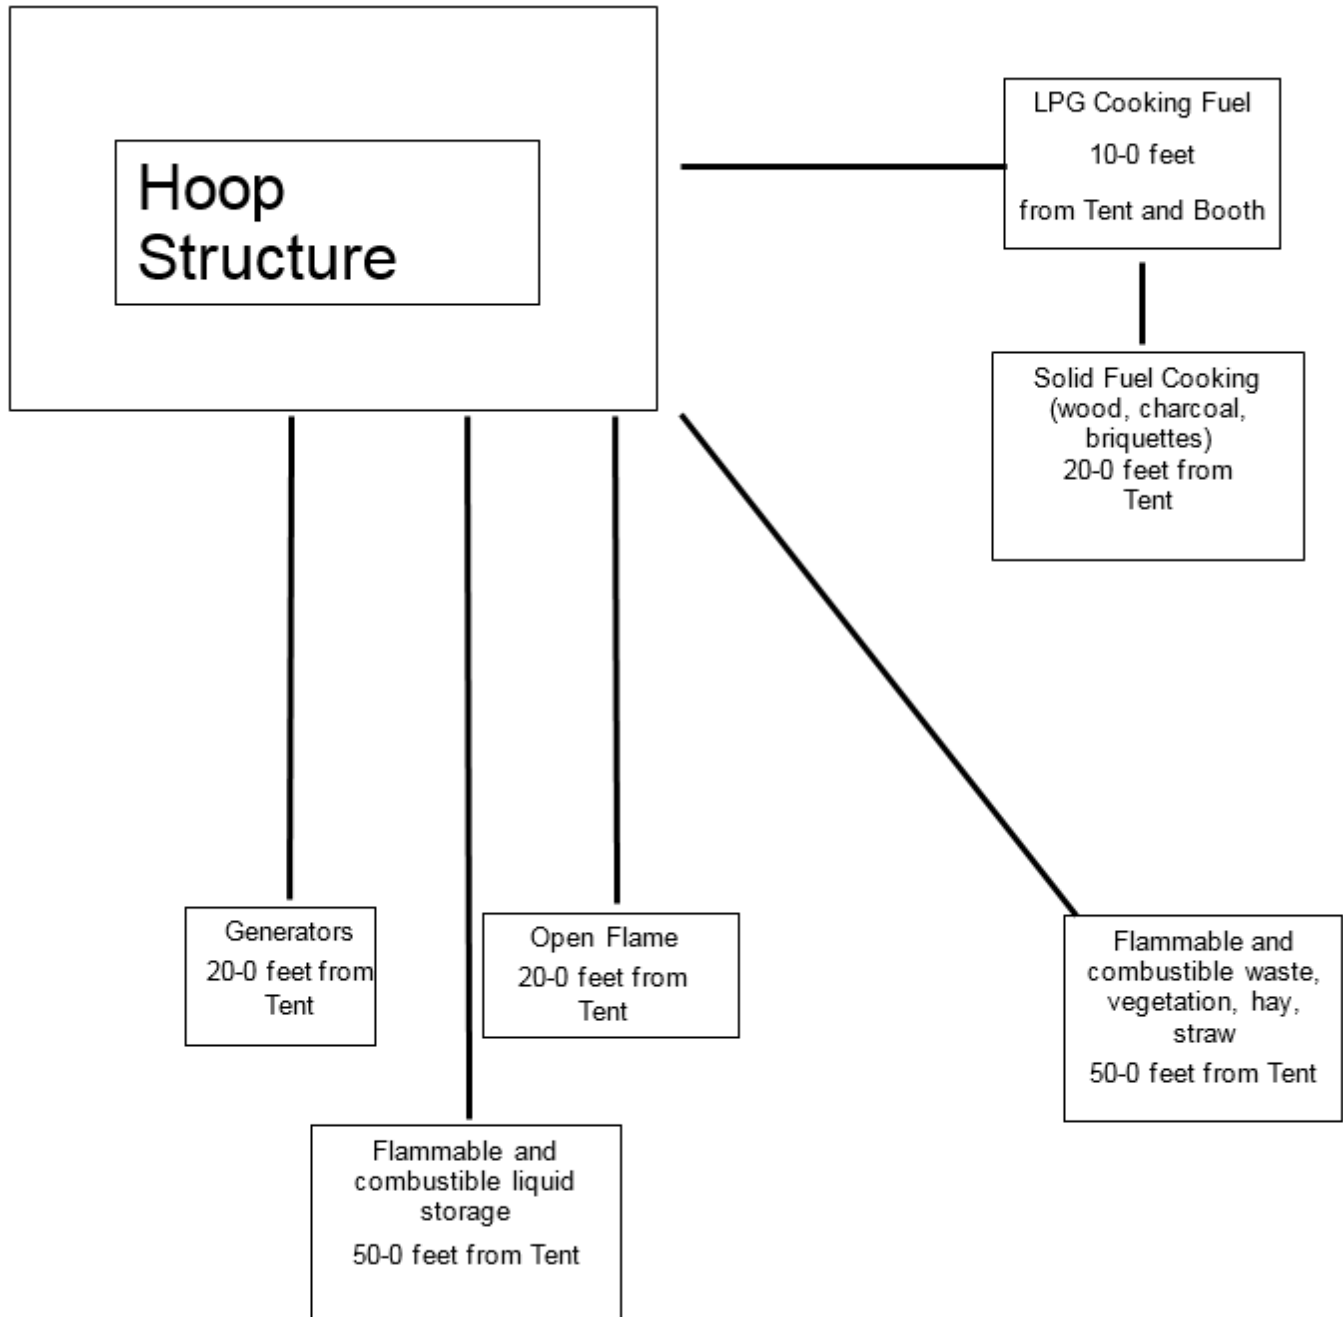 Hoop
Structure
LPG Cooking Fuel
10-0 feet
from Tent and Booth
Solid Fuel Cooking
(wood, charcoal,
briquettes)
20-0 feet from
Tent
Generators
20-0 feet from
Tent
Open Flame
20-0 feet from
Tent
Flammable and
combustible waste,
vegetation, hay,
straw
50-0 feet from Tent
Flammable and
combustible liquid
storage
50-0 feet from Tent